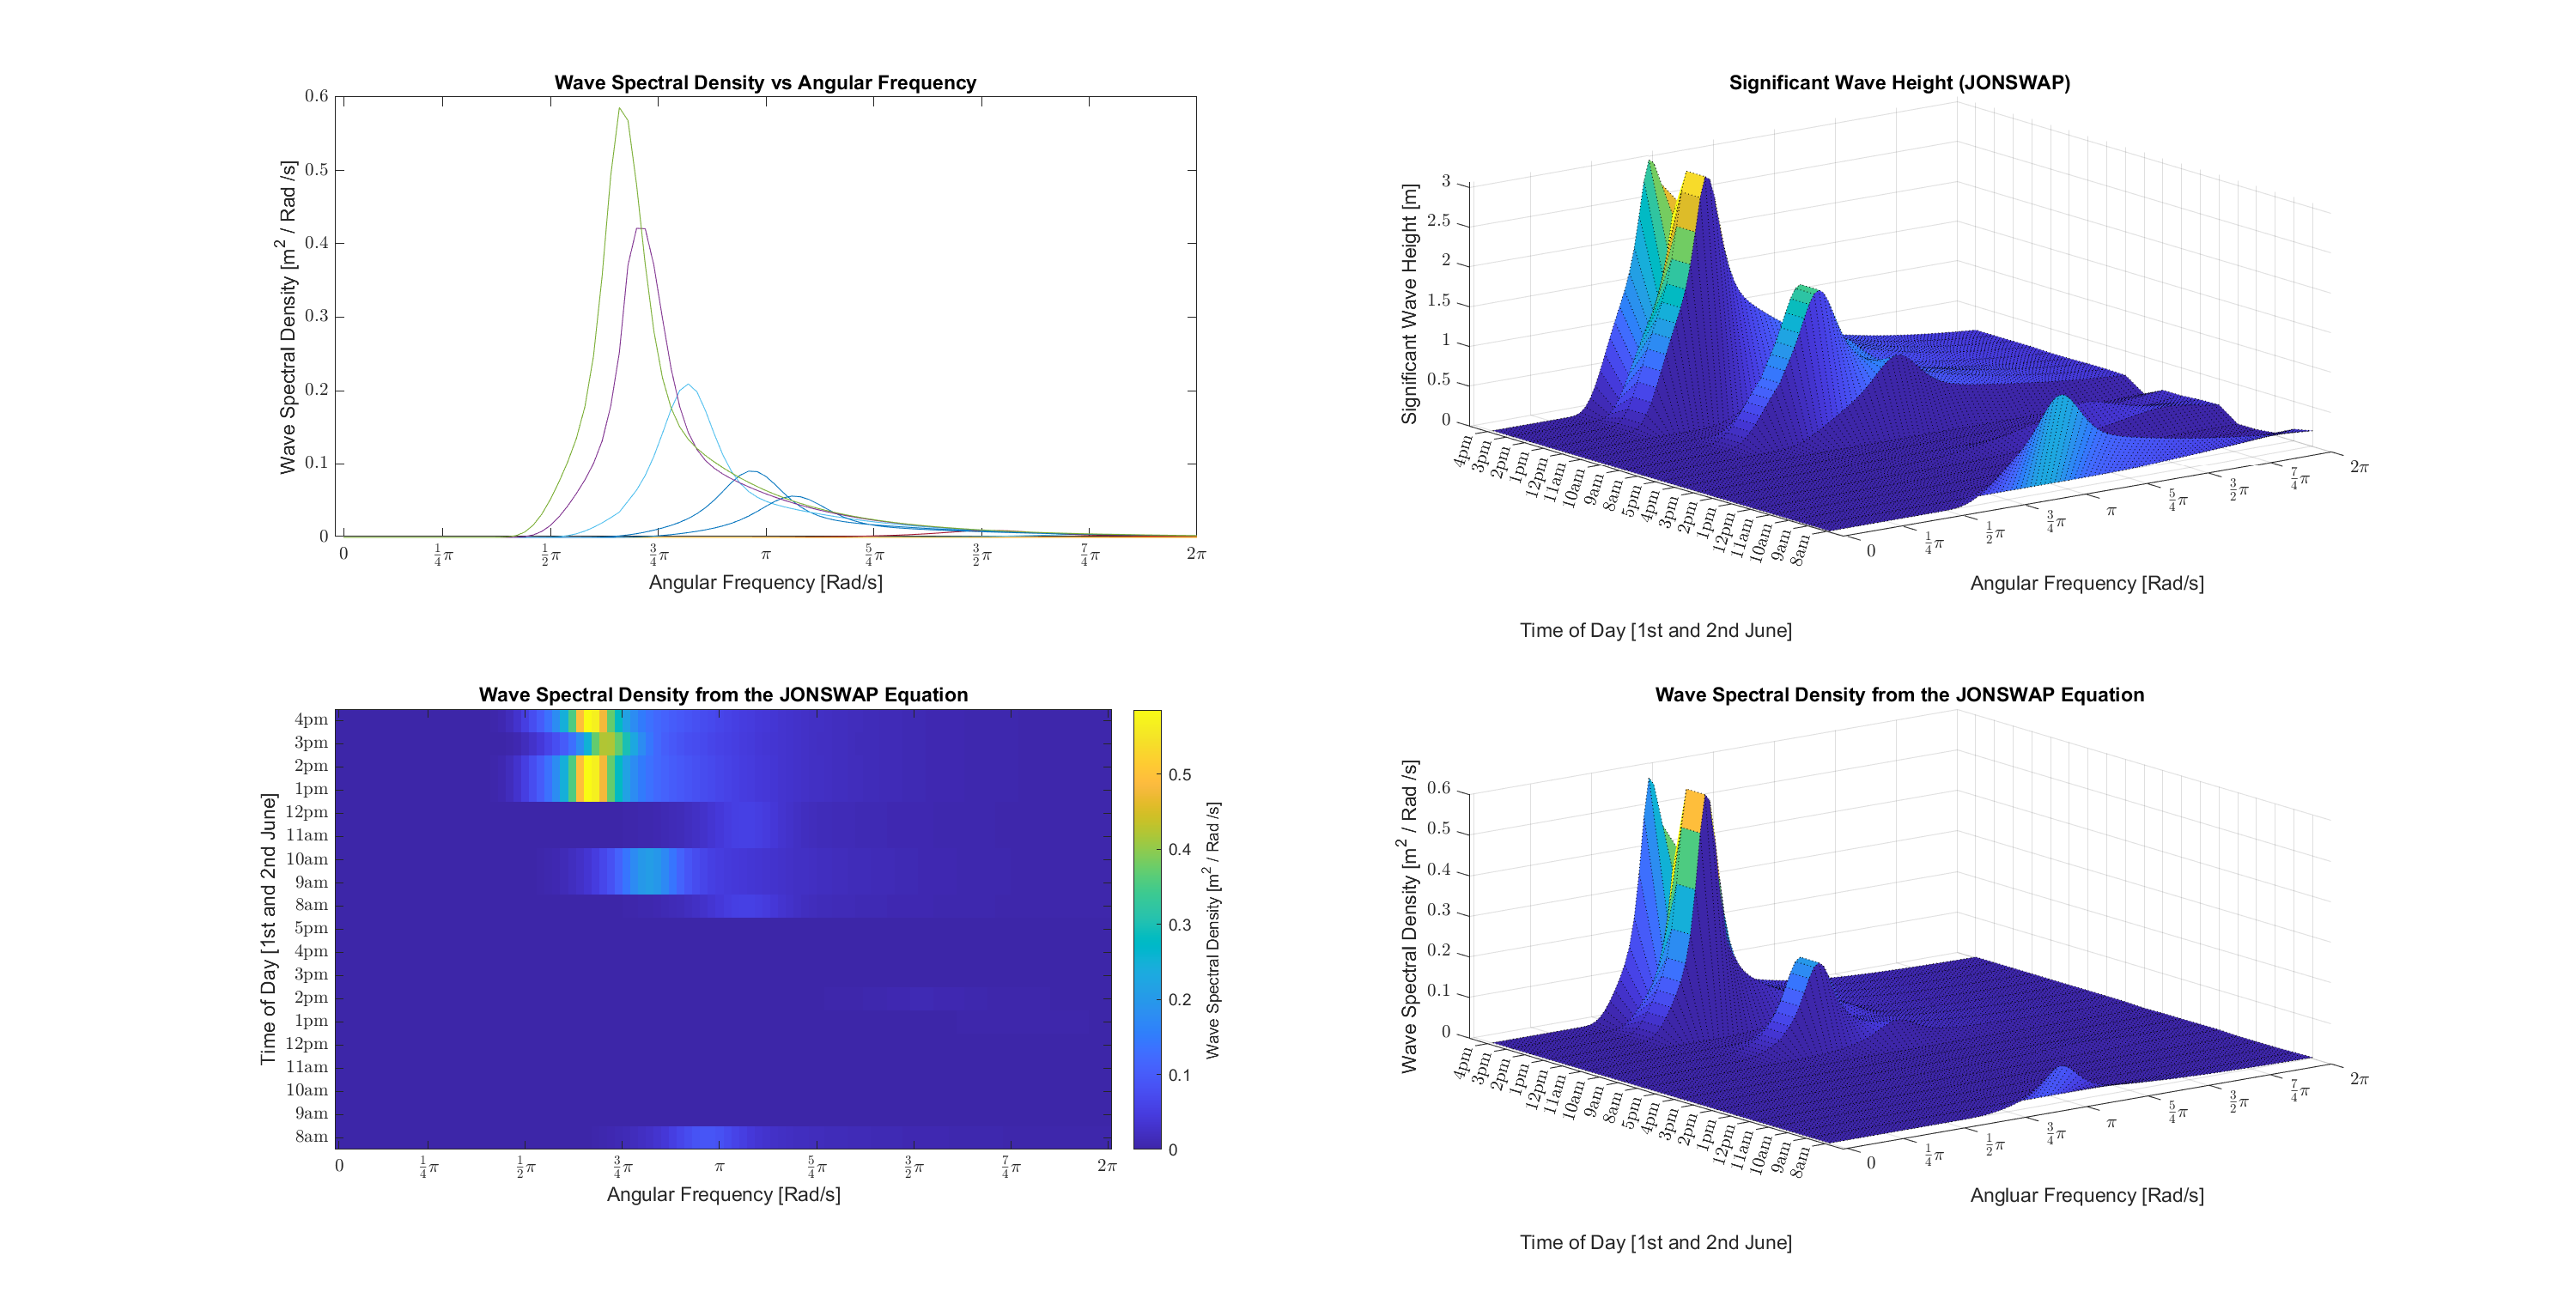 Wave Spectral Density vs Angular Frequency
Wave Spectral Density [m² / Rad /s]
0.6
0.5
0.4
0.3
0.2
0.1
0
0 1/4π 1/2π 3/4π π 5/4π 3/2π 7/4π 2π
Angular Frequency [Rad/s]
Significant Wave Height (JONSWAP)
Significant Wave Height [m]
3
2.5
2
1.5
1
0.5
0
4pm 3pm 2pm 1pm 12pm 11am 10am 9am 8am 5pm 4pm 3pm 2pm 1pm 12pm 11am 10am 9am 8am
0 1/4π 1/2π 3/4π π 5/4π 3/2π 7/4π 2π
Angular Frequency [Rad/s]
Time of Day [1st and 2nd June]
Wave Spectral Density from the JONSWAP Equation
Time of Day [1st and 2nd June]
4pm
3pm
2pm
1pm
12pm
11am
10am
9am
8am
5pm
4pm
3pm
2pm
1pm
12pm
11am
10am
9am
8am
0 1/4π 1/2π 3/4π π 5/4π 3/2π 7/4π 2π
Angular Frequency [Rad/s]
0.5
0.4
0.3
0.2
0.1
0
Wave Spectral Density [m² / Rad /s]
Wave Spectral Density from the JONSWAP Equation
Wave Spectral Density [m² / Rad /s]
0.6
0.5
0.4
0.3
0.2
0.1
0
4pm 3pm 2pm 1pm 12pm 11am 10am 9am 8am 5pm 4pm 3pm 2pm 1pm 12pm 11am 10am 9am 8am
0 1/4π 1/2π 3/4π π 5/4π 3/2π 7/4π 2π
Angluar Frequency [Rad/s]
Time of Day [1st and 2nd June]